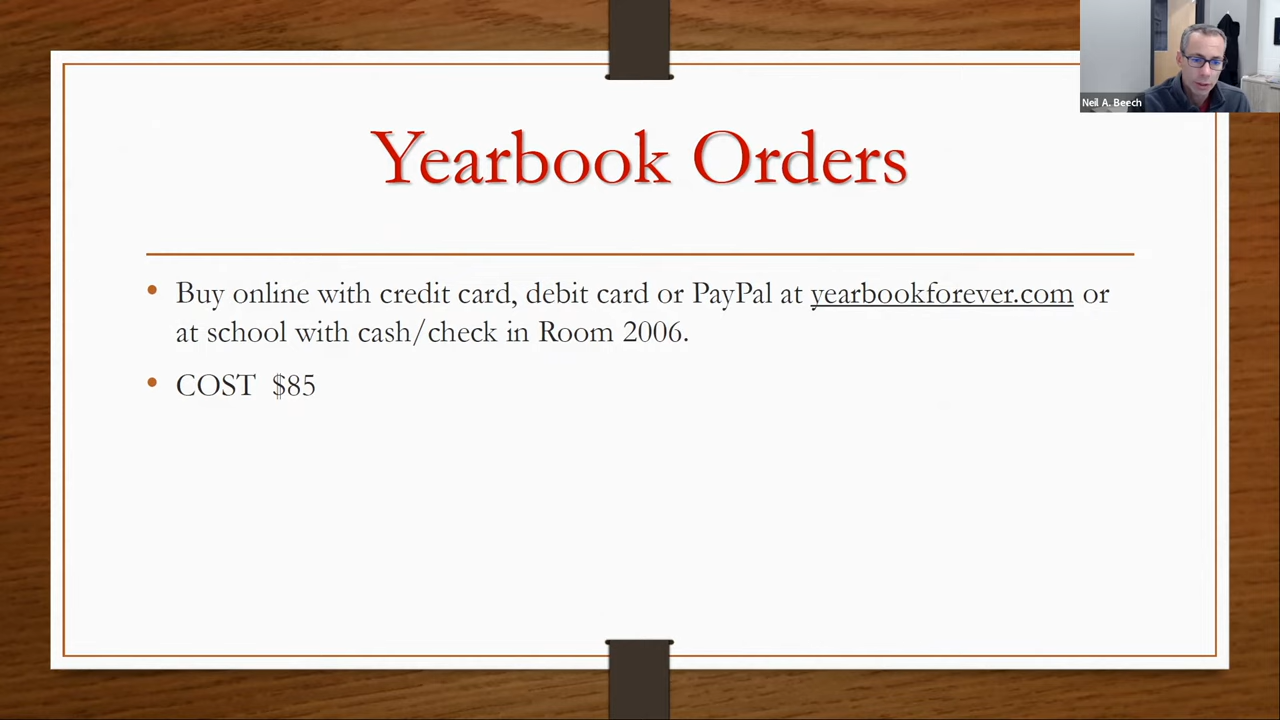 Neil A. Beech
Yearbook Orders
• Buy online with credit card, debit card or PayPal at yearbookforever.com or
at school with cash/check in Room 2006.
• COST $85